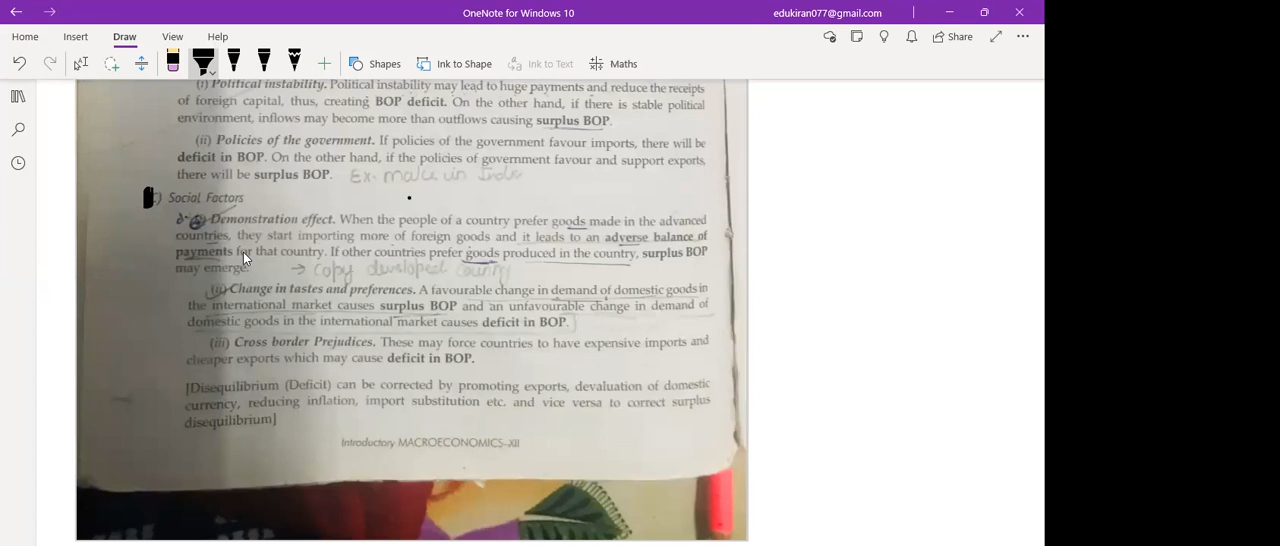 OneNote for Windows 10
edukiran077@gmail.com
Home Insert Draw View Help
Share
Shapes Ink to Shape Ink to Text Maths
(i) Political instability. Political instability may lead to huge payments and reduce the receipts
of foreign capital, thus, creating BOP deficit. On the other hand, if there is stable political
environment, inflows may become more than outflows causing surplus BOP.
(ii) Policies of the government. If policies of the government favour imports, there will be
deficit in BOP. On the other hand, if the policies of government favour and support exports,
there will be surplus BOP. Ex- make in India
C) Social Factors
(i) Demonstration effect. When the people of a country prefer goods made in the advanced
countries, they start importing more of foreign goods and it leads to an adverse balance of
payments for that country. If other countries prefer goods produced in the country, surplus BOP
may emerge. → Copy developed country
(ii) Change in tastes and preferences. A favourable change in demand of domestic goods in
the international market causes surplus BOP and an unfavourable change in demand of
domestic goods in the international market causes deficit in BOP.
(iii) Cross border Prejudices. These may force countries to have expensive imports and
cheaper exports which may cause deficit in BOP.
[Disequilibrium (Deficit) can be corrected by promoting exports, devaluation of domestic
currency, reducing inflation, import substitution etc. and vice versa to correct surplus
disequilibrium]
Introductory MACROECONOMICS-XII